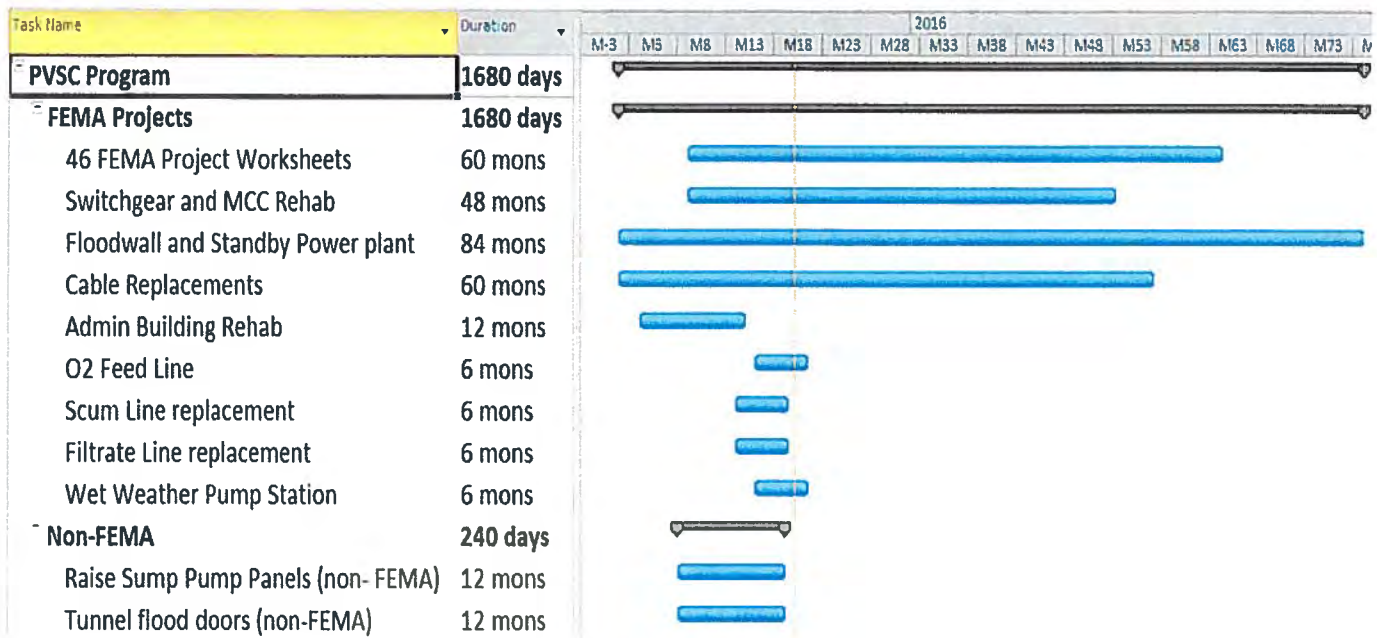 Task Name Duration 2016
M-3 M3 M8 M13 M18 M23 M28 M33 M38 M43 M48 M53 M58 M63 M68 M73 M
PVSC Program 1680 days
FEMA Projects 1680 days
46 FEMA Project Worksheets 60 mons
Switchgear and MCC Rehab 48 mons
Floodwall and Standby Power plant 84 mons
Cable Replacements 60 mons
Admin Building Rehab 12 mons
O2 Feed Line 6 mons
Scum Line replacement 6 mons
Filtrate Line replacement 6 mons
Wet Weather Pump Station 6 mons
Non-FEMA 240 days
Raise Sump Pump Panels (non- FEMA) 12 mons
Tunnel flood doors (non-FEMA) 12 mons